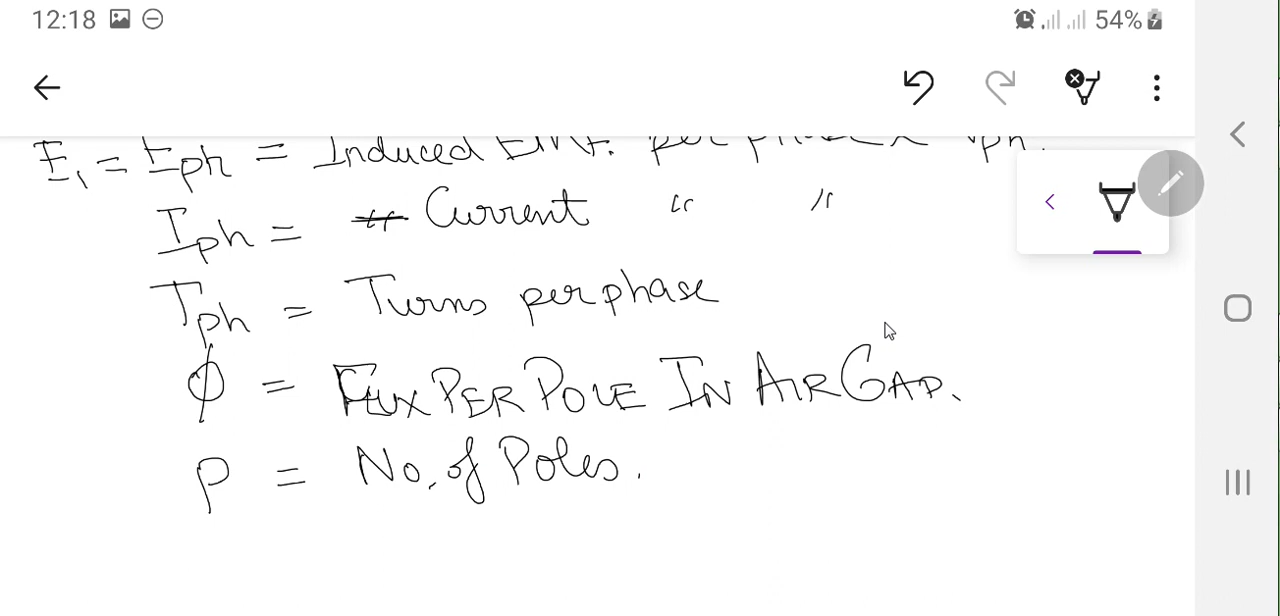 12:18 54%
E1 = Eph = Induced EMF. per phase
Iph = Current " "
Tph = Turns per phase
φ = FLUX PER POLE IN AIR GAP.
P = No. of Poles.